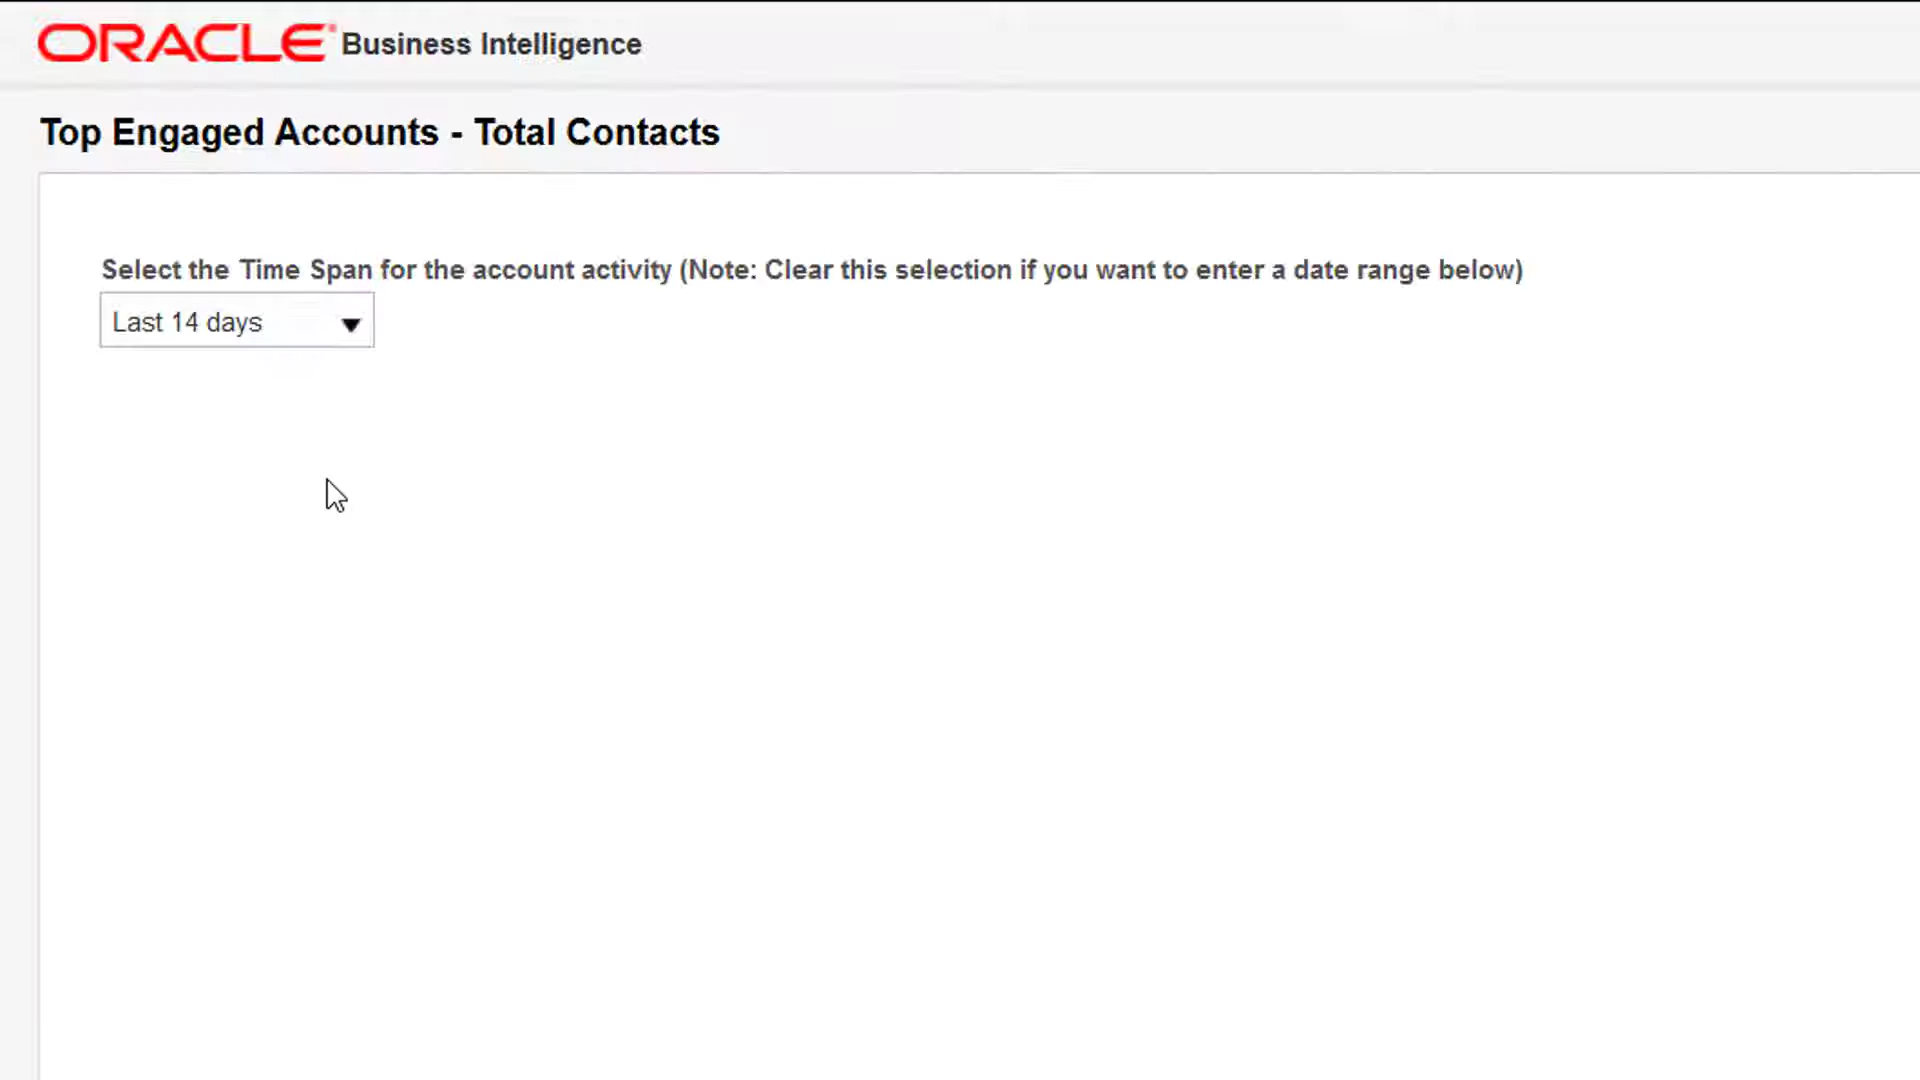 ORACLE Business Intelligence
Top Engaged Accounts - Total Contacts
Select the Time Span for the account activity (Note: Clear this selection if you want to enter a date range below)
Last 14 days